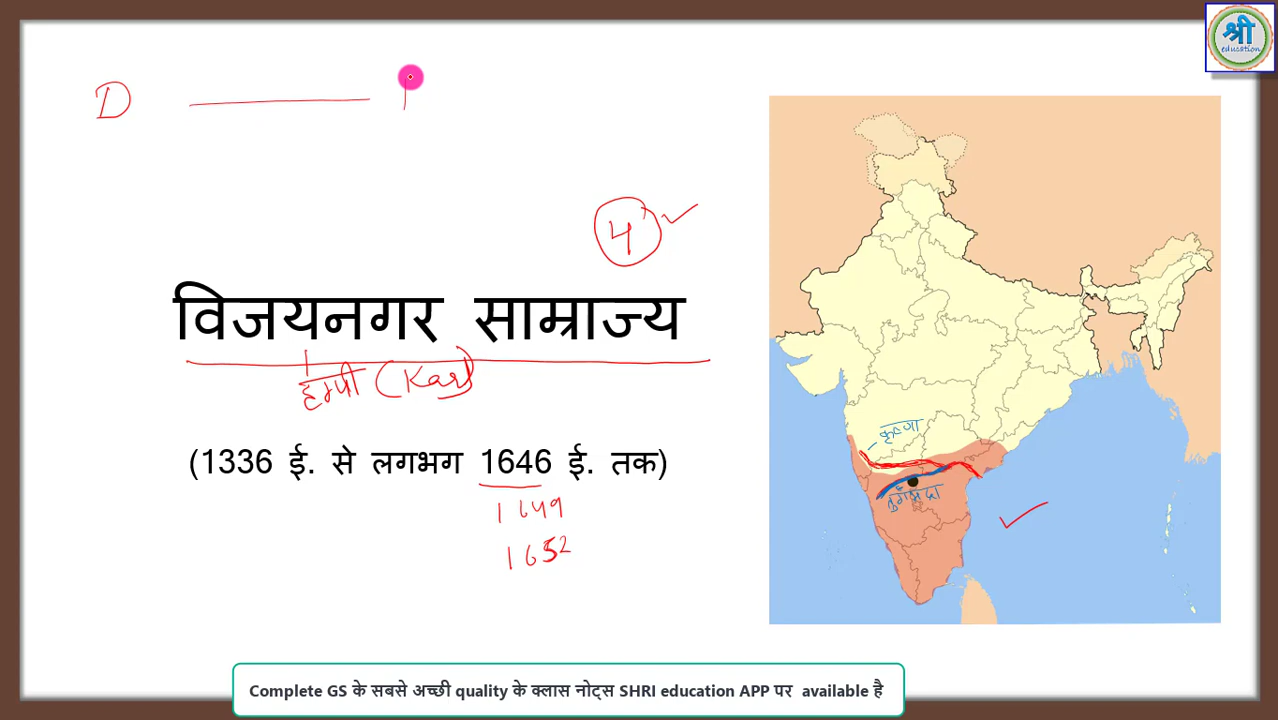 श्री
education
D
4
विजयनगर साम्राज्य
हम्पी (Kar)
(1336 ई. से लगभग 1646 ई. तक)
1649
1652
कृष्णा
तुंगभद्रा
Complete GS के सबसे अच्छी quality के क्लास नोट्स SHRI education APP पर available है